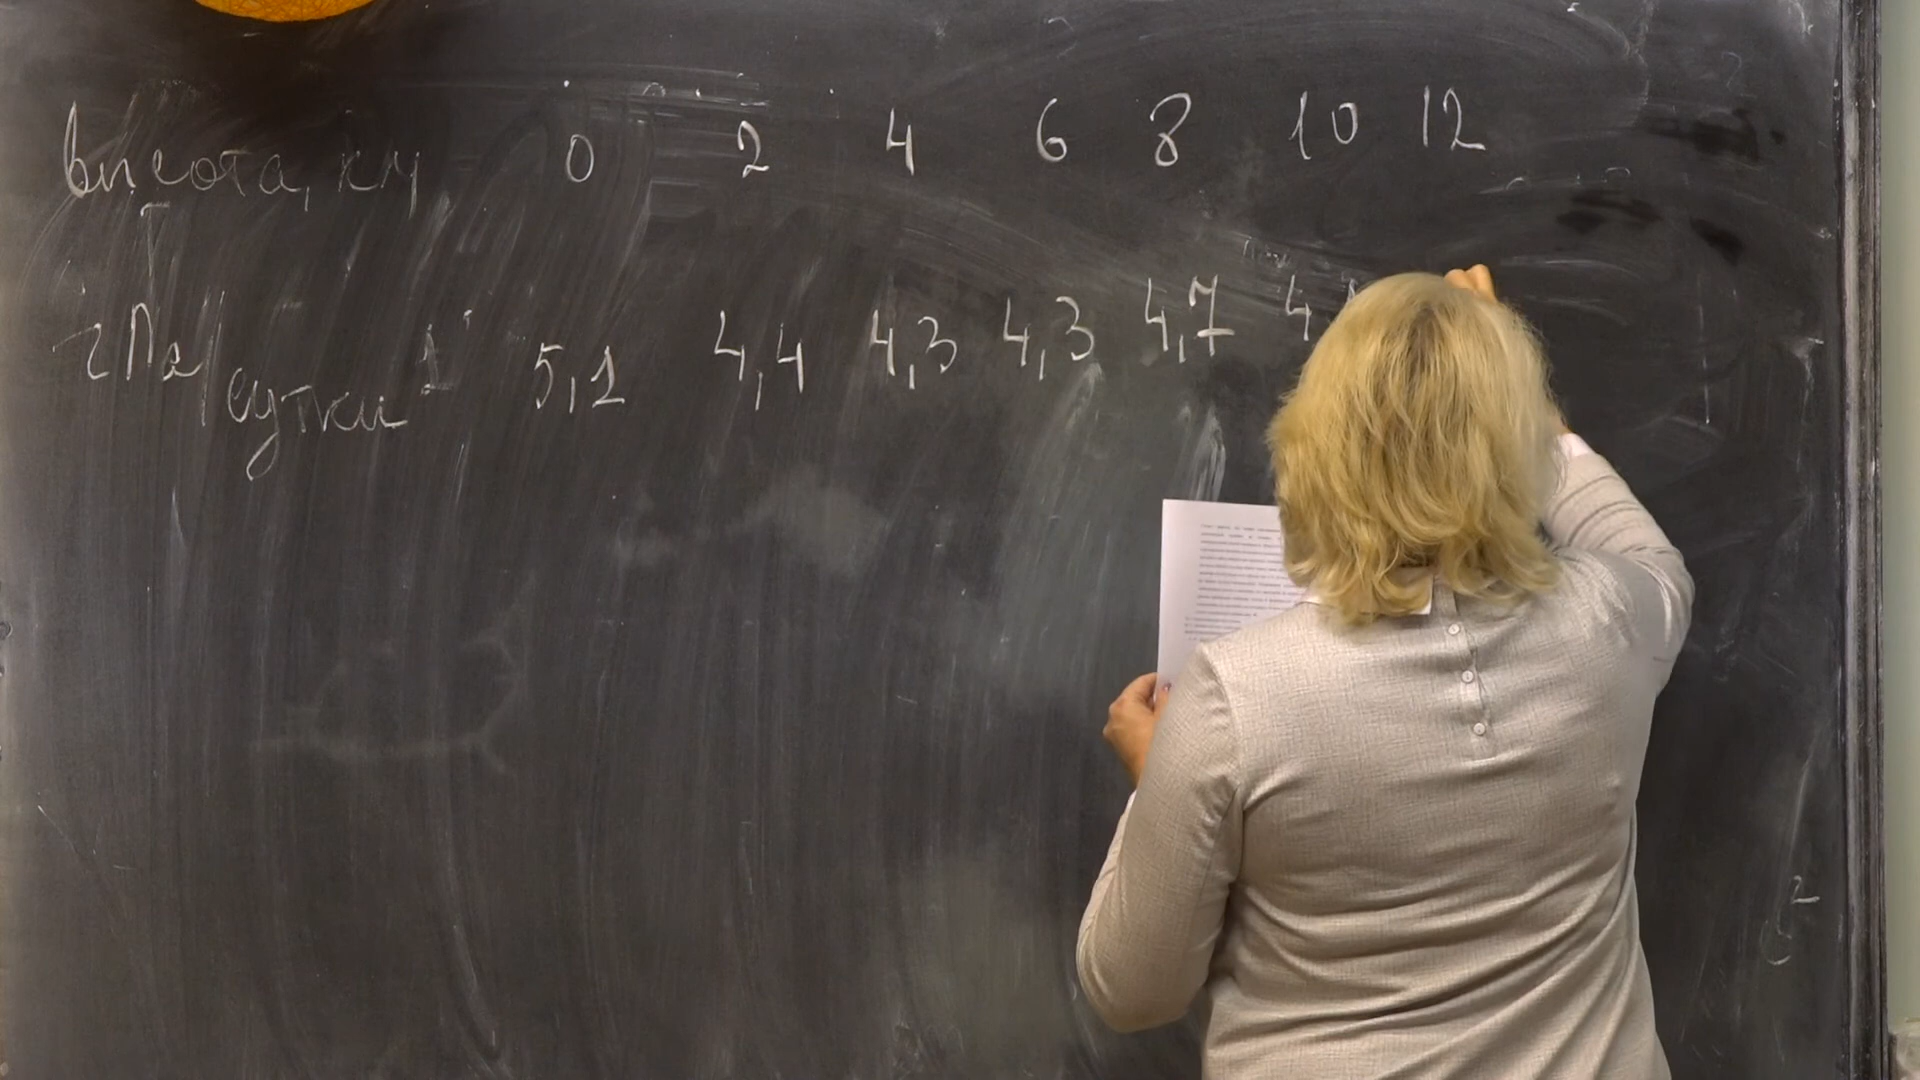 высота, км 0 2 4 6 8 10 12
гПа/сутки 5,1 4,4 4,3 4,3 4,7 4